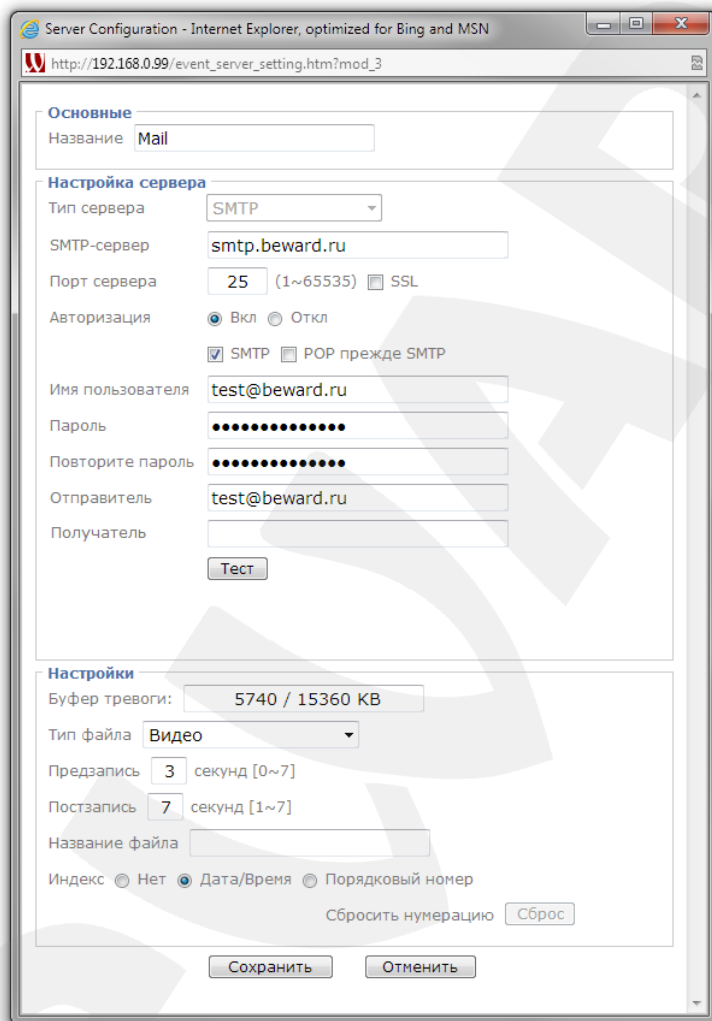 Server Configuration - Internet Explorer, optimized for Bing and MSN
http://192.168.0.99/event_server_setting.htm?mod_3
Основные
Название Mail
Настройка сервера
Тип сервера SMTP
SMTP-сервер smtp.beward.ru
Порт сервера 25 (1~65535) SSL
Авторизация Вкл Откл
SMTP POP прежде SMTP
Имя пользователя test@beward.ru
Пароль ••••••••••••••
Повторите пароль ••••••••••••••
Отправитель test@beward.ru
Получатель
Тест
Настройки
Буфер тревоги: 5740 / 15360 KB
Тип файла Видео
Предзапись 3 секунд [0~7]
Постзапись 7 секунд [1~7]
Название файла
Индекс Нет Дата/Время Порядковый номер
Сбросить нумерацию Сброс
Сохранить Отменить